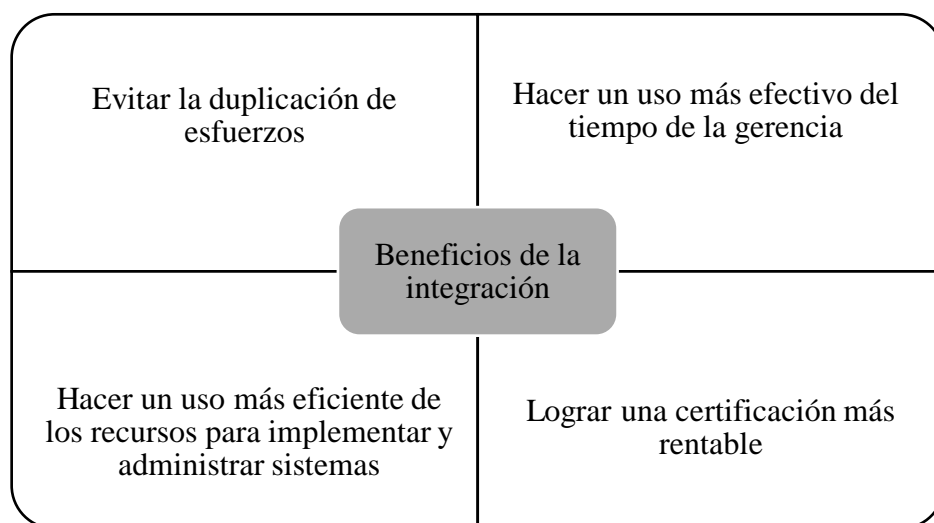 Evitar la duplicación de
esfuerzos
Hacer un uso más efectivo del
tiempo de la gerencia
Beneficios de la
integración
Hacer un uso más eficiente de
los recursos para implementar y
administrar sistemas
Lograr una certificación más
rentable